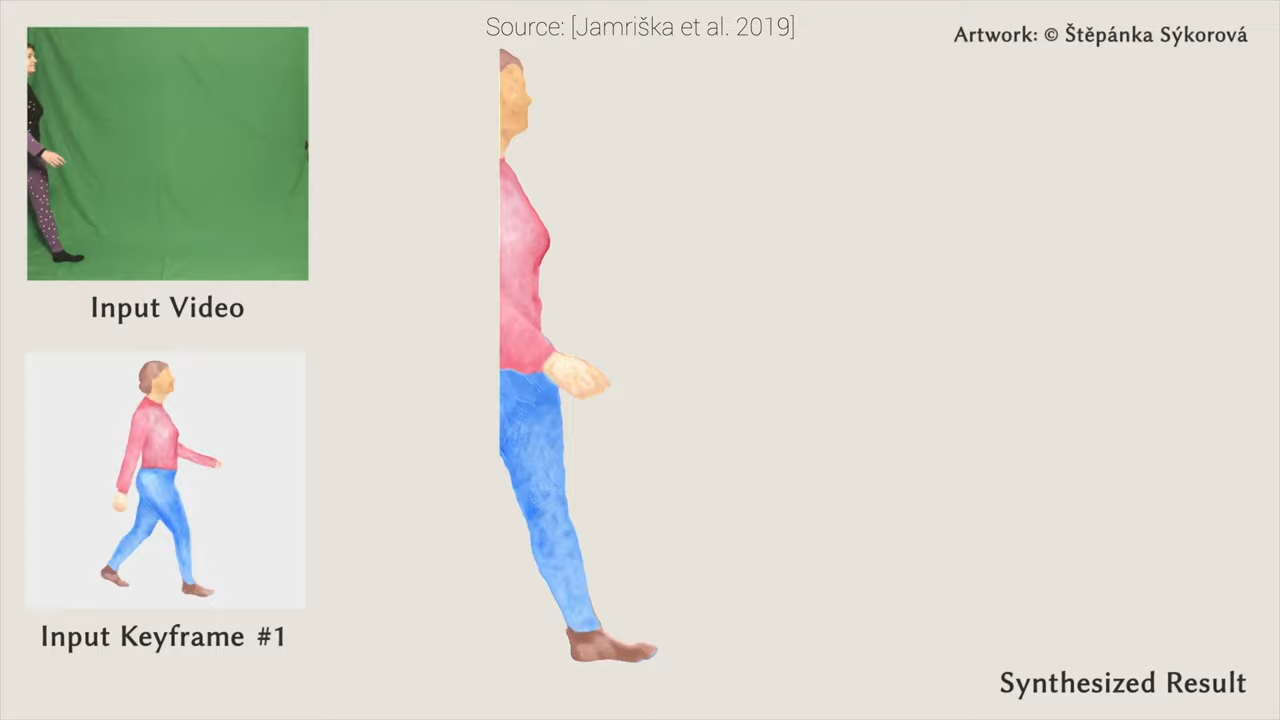 Source: [Jamriška et al. 2019]
Artwork: © Štěpánka Sýkorová
Input Video
Input Keyframe #1
Synthesized Result